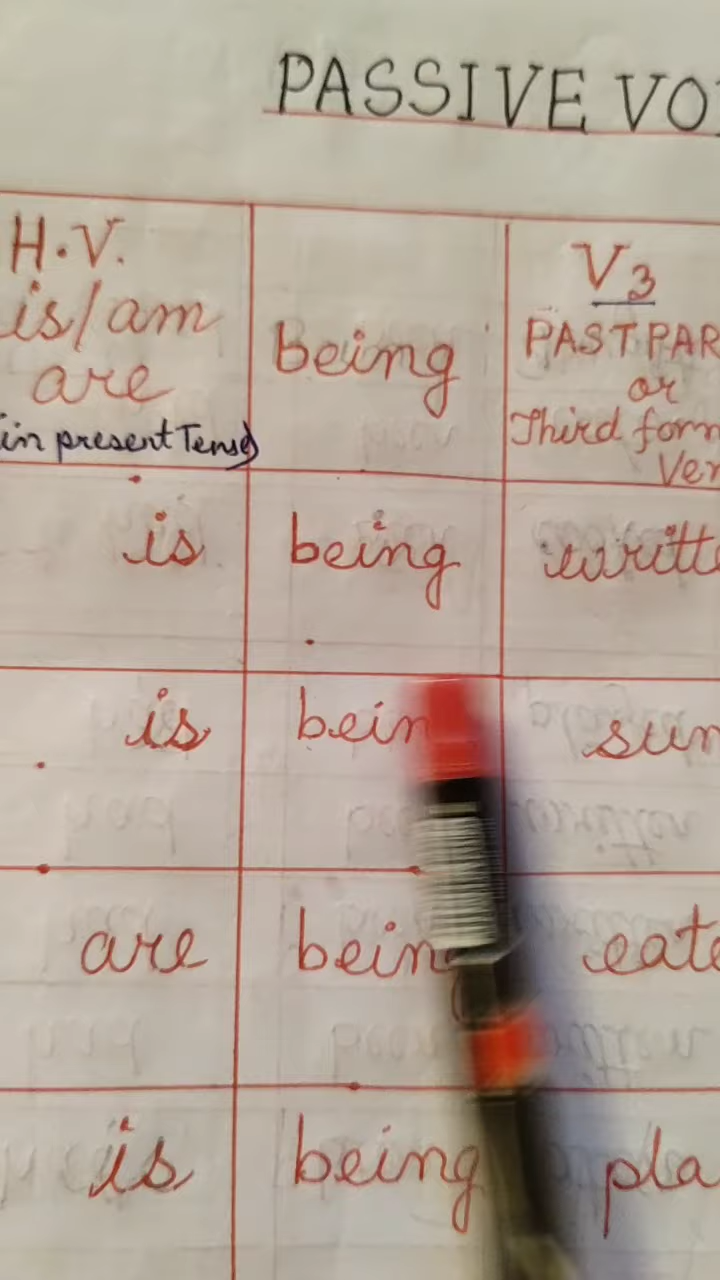 PASSIVE VO
H.V.
is/am
are
(in present Tense)
being
V3
PAST PAR
or
Third form
Ver
is being writte
is bein sun
are being eate
is being pla